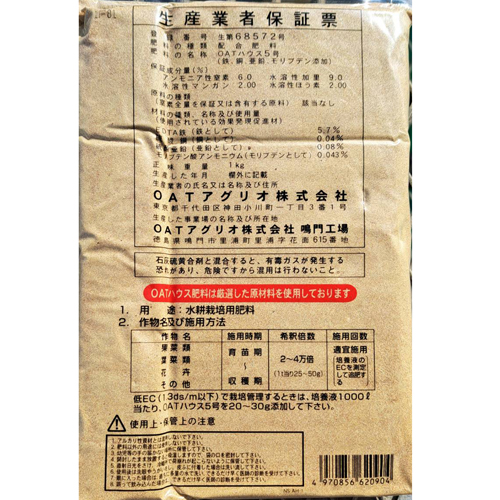 生産業者保証票
登録番号 生第68572号
肥料の種類 配合肥料
肥料の名称 OATハウス5号
(鉄,銅,亜鉛,モリブデン添加)
保証成分量(%)
アンモニア性窒素 6.0 水溶性加里 9.0
水溶性マンガン 2.00 水溶性ほう素 2.00
原料の種類
(窒素全量を保証又は含有する原料) 該当なし
材料の種類、名称及び使用量
(使用されている効果発現促進材)
EDTA鉄(鉄として) 5.7%
銅(銅として) 0.04%
亜鉛(亜鉛として) 0.08%
モリブデン酸アンモニウム(モリブデンとして) 0.043%
正味重量 1kg
生産した年月 欄外に記載
生産業者の氏名又は名称及び住所
OATアグリオ株式会社
東京都千代田区神田小川町一丁目3番1号
生産した事業場の名称及び所在地
OATアグリオ株式会社 鳴門工場
徳島県鳴門市里浦町里浦字花面615番地
石灰硫黄合剤と混合すると、有毒ガスが発生する
恐れがあり、危険ですから混用は行わないこと。
OATハウス肥料は厳選した原材料を使用しております
1. 用 途:水耕栽培用肥料
2. 作物名及び施用方法
作物名 施用時期 希釈倍数 施用回数
果菜類
葉菜類
花 卉
その他
育苗期
~
収穫期
2~4万倍
(1t当り25~50g)
適宜施用
培養液の
ECを測定
して追肥する
低EC(1.3ds/m以下)で栽培管理するときは、培養液1000ℓ
当たり、OATハウス5号を20~30g添加して下さい。
使用上・保管上の注意
4 970856 620904